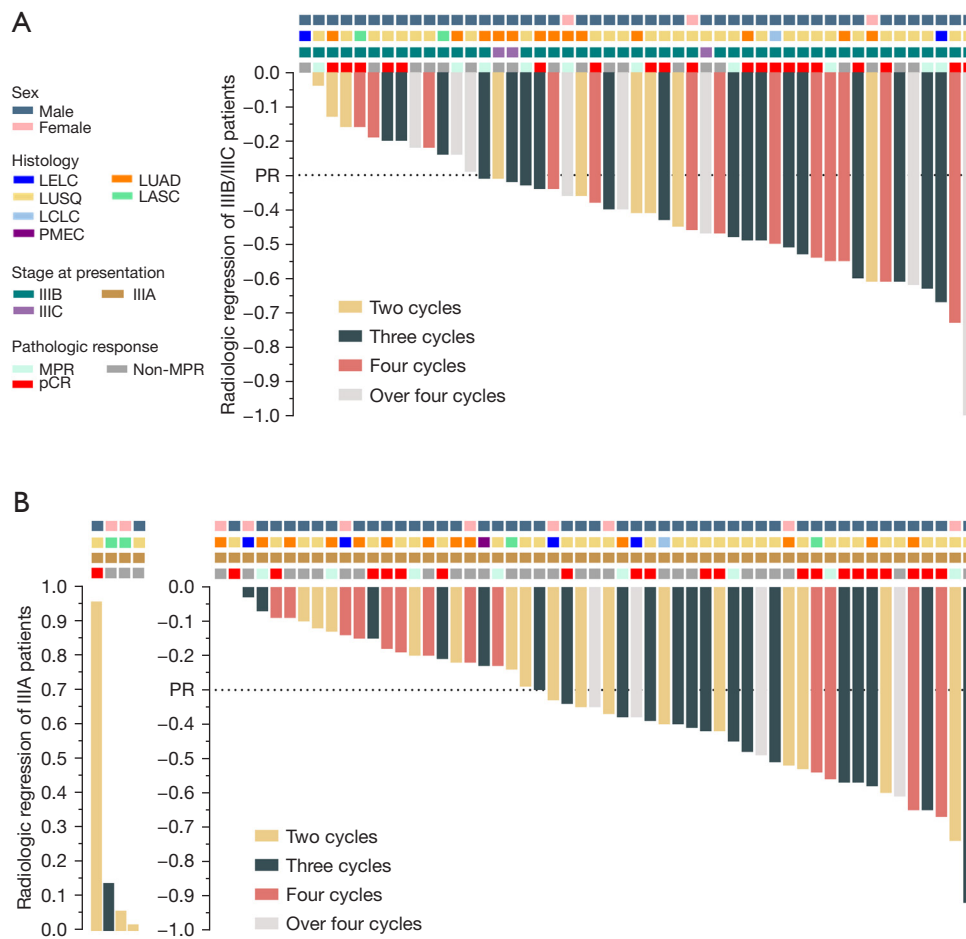 A
Sex
Male
Female
Histology
LELC
LUAD
LUSQ
LASC
LCLC
PMEC
Stage at presentation
IIIB
IIIA
IIIC
Pathologic response
MPR
Non-MPR
pCR
Radiologic regression of IIIB/IIIC patients
0.0
−0.1
−0.2
PR
−0.4
−0.5
−0.6
−0.7
−0.8
−0.9
−1.0
Two cycles
Three cycles
Four cycles
Over four cycles
B
Radiologic regression of IIIA patients
1.0
0.9
0.8
0.7
0.6
0.5
0.4
0.3
0.2
0.1
0.0
0.0
−0.1
−0.2
PR
−0.4
−0.5
−0.6
−0.7
−0.8
−0.9
−1.0
Two cycles
Three cycles
Four cycles
Over four cycles